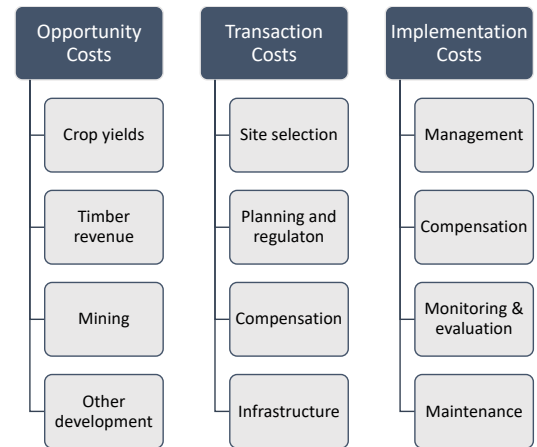 Opportunity
Costs
Crop yields
Timber
revenue
Mining
Other
development
Transaction
Costs
Site selection
Planning and
regulaton
Compensation
Infrastructure
Implementation
Costs
Management
Compensation
Monitoring &
evaluation
Maintenance